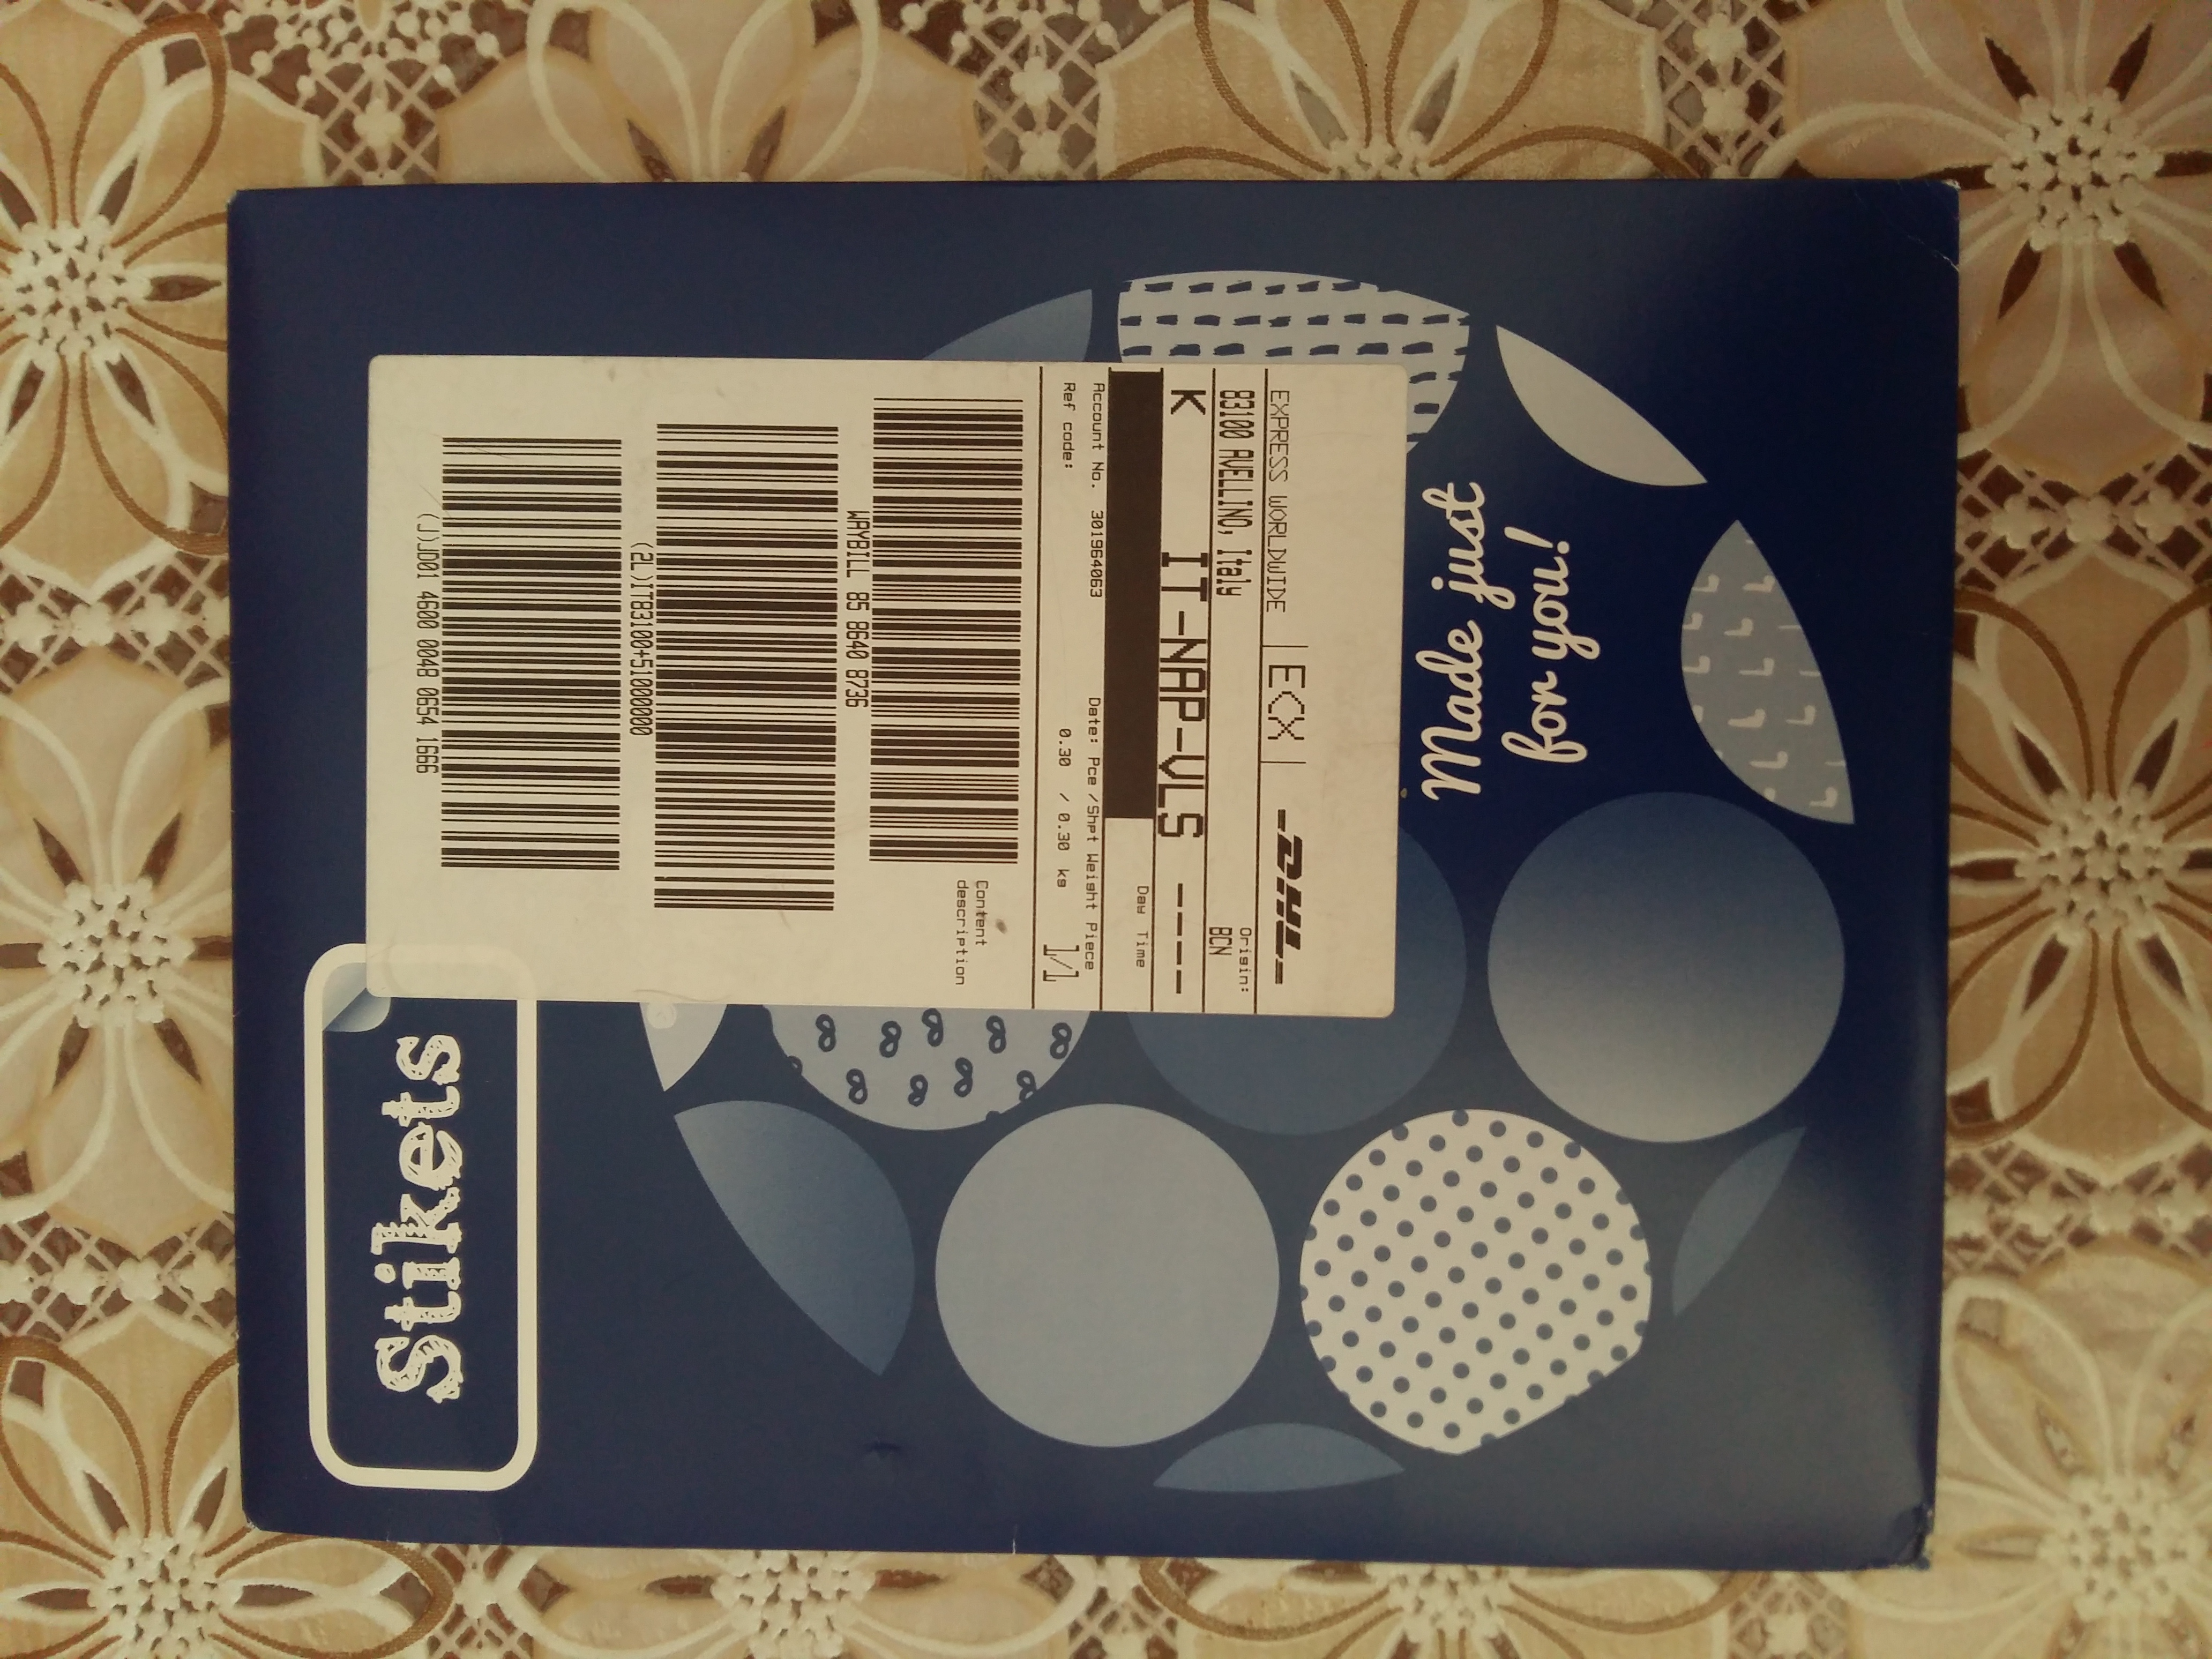 EXPRESS WORLDWIDE ECX DHL
83100 AVELLINO, Italy
Origin:
BCN
K IT-NAP-VLS ----
Day Time
Account No. 301964063
Date: Pce /Shpt Weight Piece
Ref code:
0.30 / 0.30 kg 1/1
Content
description
WAYBILL 85 8640 8736
(2L)IT83100+51000000
(J)JD01 4600 0048 0654 1666
Made just
for you!
Stikets